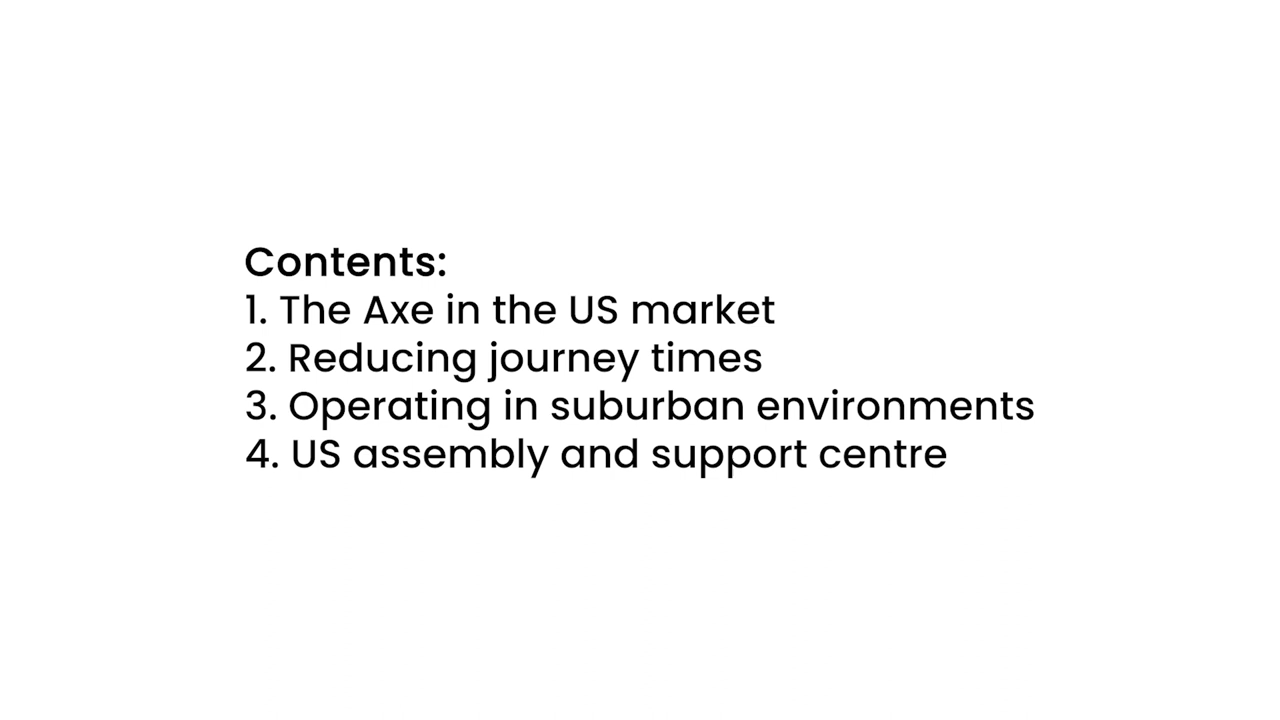 Contents:
1. The Axe in the US market
2. Reducing journey times
3. Operating in suburban environments
4. US assembly and support centre